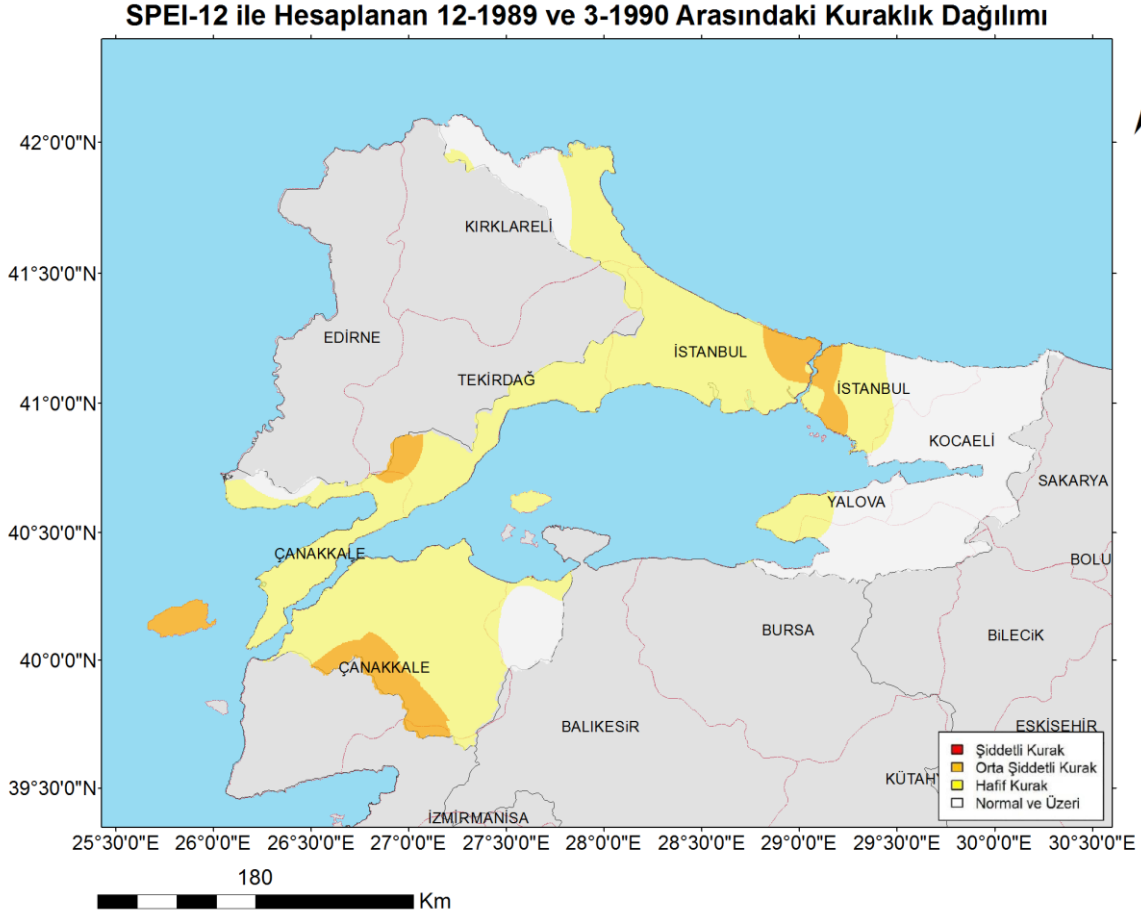 SPEI-12 ile Hesaplanan 12-1989 ve 3-1990 Arasındaki Kuraklık Dağılımı
42°0'0"N
KIRKLARELİ
41°30'0"N
EDİRNE
İSTANBUL
TEKİRDAĞ
İSTANBUL
41°0'0"N
KOCAELİ
SAKARYA
YALOVA
40°30'0"N
ÇANAKKALE
BOLU
BURSA
BiLECiK
40°0'0"N
ÇANAKKALE
BALIKESiR
ESKİSEHİR
Şiddetli Kurak
Orta Şiddetli Kurak
Hafif Kurak
Normal ve Üzeri
KÜTAHY
39°30'0"N
İZMİRMANİSA
25°30'0"E 26°0'0"E 26°30'0"E 27°0'0"E 27°30'0"E 28°0'0"E 28°30'0"E 29°0'0"E 29°30'0"E 30°0'0"E 30°30'0"E
180
Km